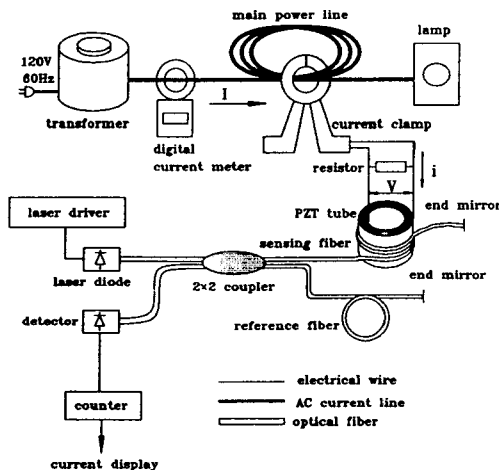 main power line
lamp
120V
60Hz
I
transformer
digital
current meter
current clamp
resistor
i
V
PZT tube
end mirror
laser driver
sensing fiber
end mirror
laser diode
2×2 coupler
detector
reference fiber
electrical wire
counter
AC current line
optical fiber
current display